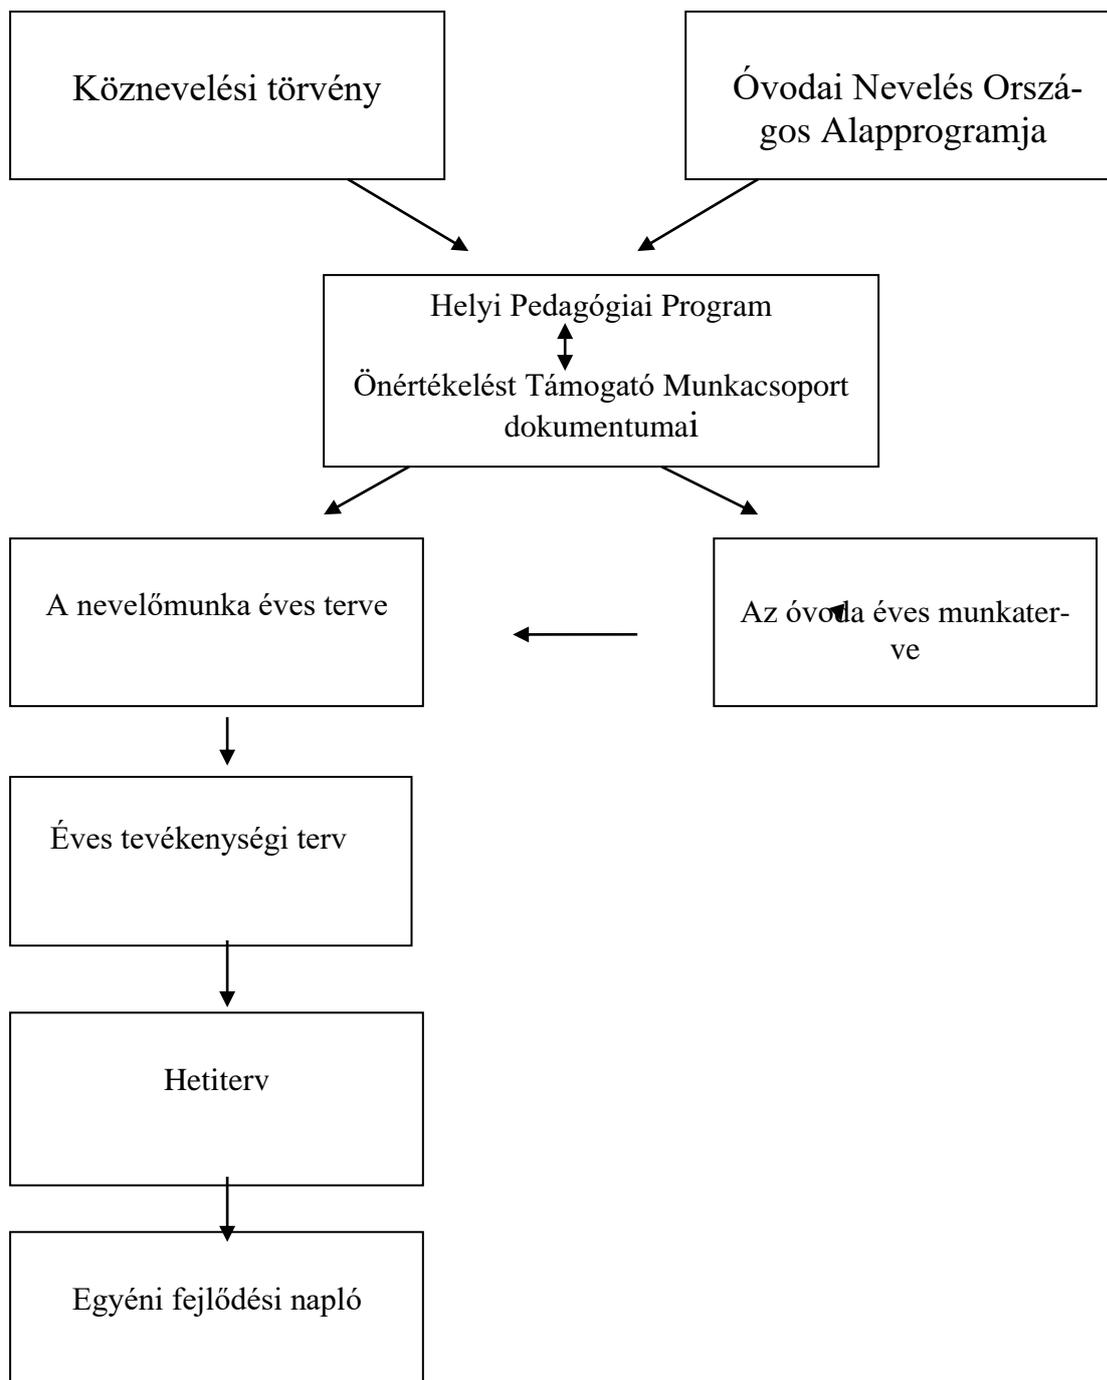 Köznevelési törvény
Óvodai Nevelés Orszá-
gos Alapprogramja
Helyi Pedagógiai Program
Önértékelést Támogató Munkacsoport
dokumentumai
A nevelőmunka éves terve
Az óvoda éves munkater-
ve
Éves tevékenységi terv
Hetiterv
Egyéni fejlődési napló